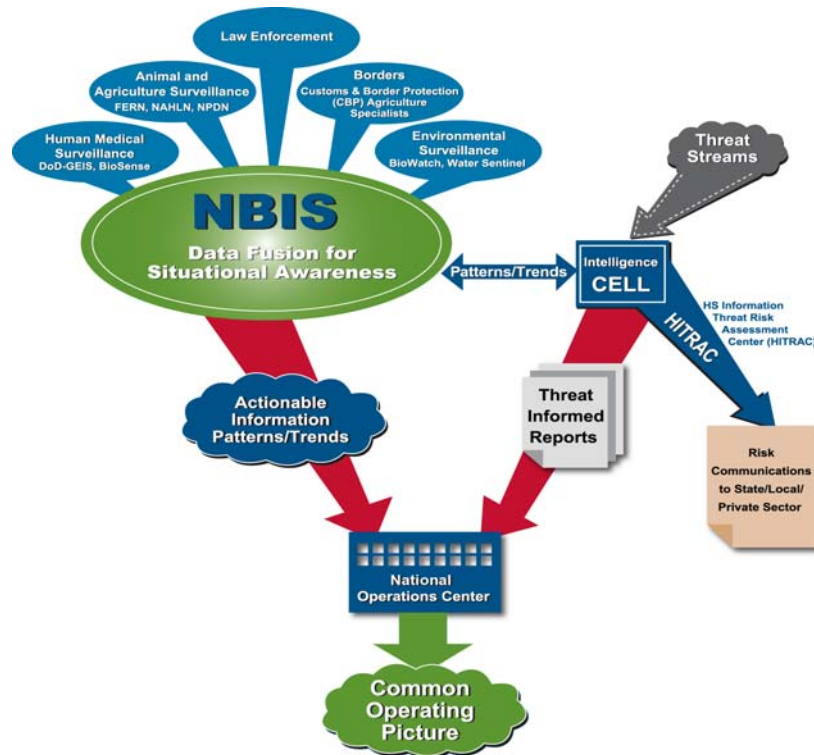 Law Enforcement
Animal and
Agriculture Surveillance
FERN, NAHLN, NPDN
Borders
Customs & Border Protection
(CBP) Agriculture
Specialists
Human Medical
Surveillance
DoD-GEIS, BioSense
Environmental
Surveillance
BioWatch, Water Sentinel
Threat
Streams
NBIS
Data Fusion for
Situational Awareness
Patterns/Trends
Intelligence
CELL
HS Information
Threat Risk
Assessment
Center (HITRAC)
HITRAC
Actionable
Information
Patterns/Trends
Threat
Informed
Reports
Risk
Communications
to State/Local/
Private Sector
National
Operations Center
Common
Operating
Picture